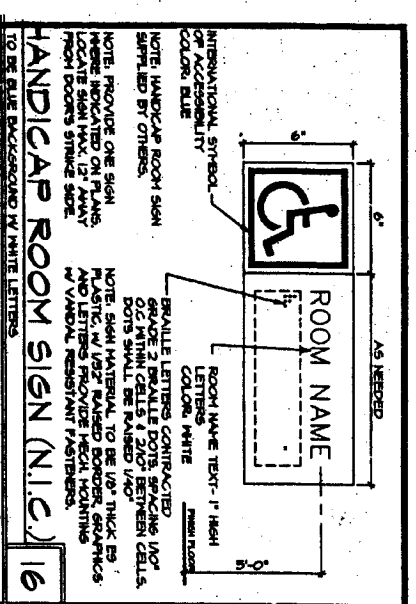 AS NEEDED
6"
6"
ROOM NAME
5'-0"
FINISH FLOOR
INTERNATIONAL SYMBOL
OF ACCESSIBILITY
COLOR: BLUE
ROOM NAME TEXT- 1" HIGH
LETTERS
COLOR: WHITE
BRAILLE LETTERS CONTRACTED
GRADE 2 BRAILLE DOTS. SPACING 1/10"
O.C. WITHIN CELLS & 2/10" BETWEEN CELLS.
DOTS SHALL BE RAISED 1/40"
NOTE: HANDICAP ROOM SIGN
SUPPLIED BY OTHERS.
NOTE: PROVIDE ONE SIGN
WHERE INDICATED ON PLANS.
LOCATE SIGN MAX. 12" AWAY
FROM DOOR'S STRIKE SIDE.
NOTE: SIGN MATERIAL TO BE 1/8" THICK ES
PLASTIC, W/ 1/32" RAISED BORDER, GRAPHICS
AND LETTERS PROVIDE MECH. MOUNTING
W/ VANDAL RESISTANT FASTENERS.
HANDICAP ROOM SIGN (N.I.C.)
16
TO BE BLUE BACKGROUND W/ WHITE LETTERS